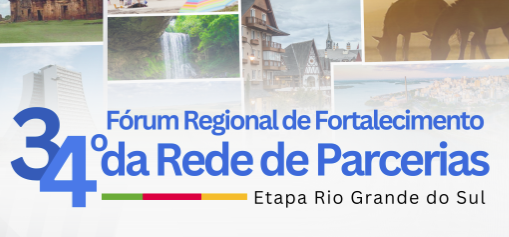 34º Fórum Regional de Fortalecimento
da Rede de Parcerias
Etapa Rio Grande do Sul